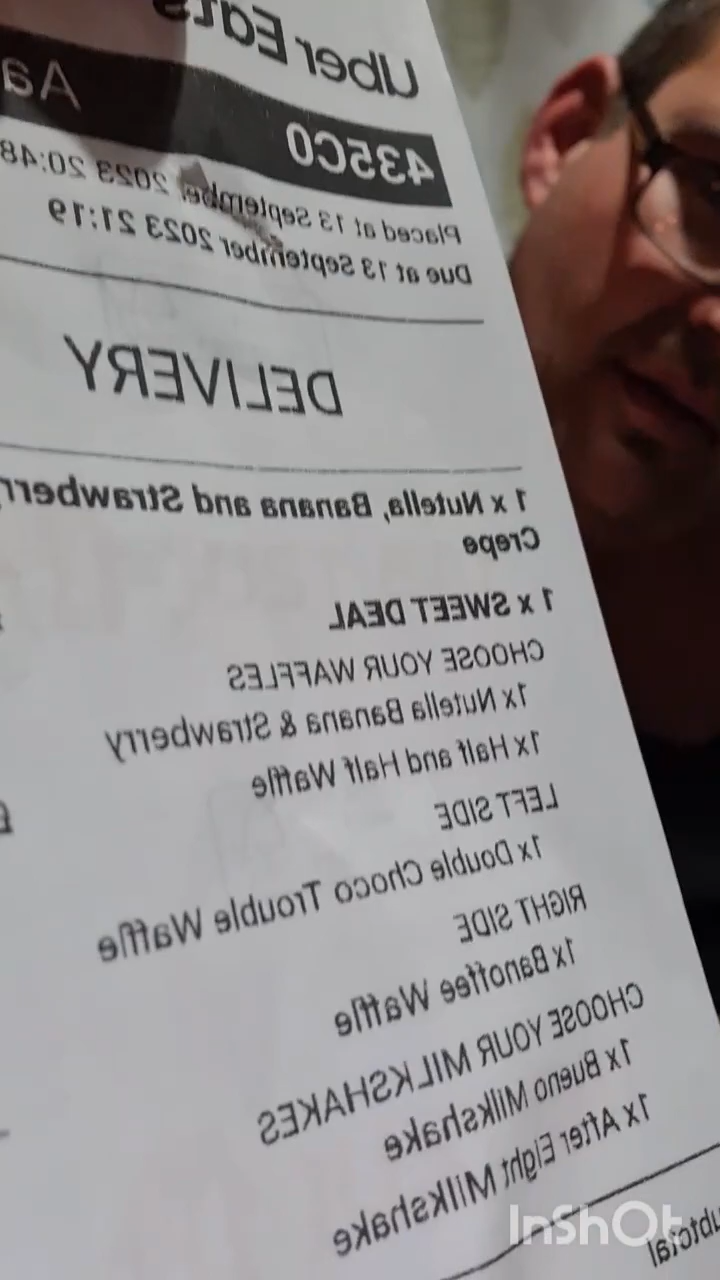 Uber Eats
435C0 Aa
Placed at 13 September 2023 20:48
Due at 13 September 2023 21:19
DELIVERY
1 x Nutella, Banana and Strawberry
Crepe
1 x SWEET DEAL
CHOOSE YOUR WAFFLES
1x Nutella Banana & Strawberry
1x Half and Half Waffle
LEFT SIDE
1x Double Choco Trouble Waffle
RIGHT SIDE
1x Banoffee Waffle
CHOOSE YOUR MILKSHAKES
1x Bueno Milkshake
1x After Eight Milkshake
ubtotal
InShOt